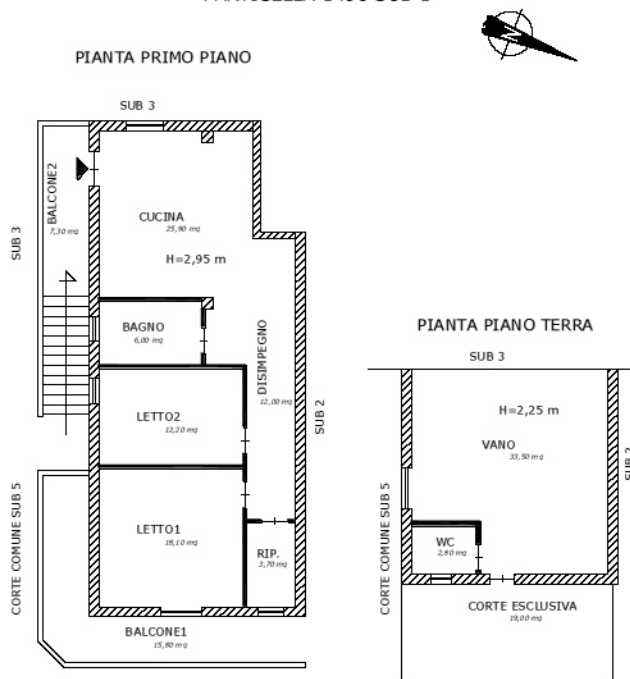 PIANTA PRIMO PIANO
SUB 3
BALCONE2
7,30 mq
SUB 3
CUCINA
25,90 mq
H=2,95 m
BAGNO
6,00 mq
DISIMPEGNO
12,00 mq
SUB 2
LETTO2
12,20 mq
LETTO1
18,10 mq
RIP.
3,70 mq
CORTE COMUNE SUB 5
BALCONE1
15,80 mq
N
PIANTA PIANO TERRA
SUB 3
H=2,25 m
VANO
33,50 mq
WC
2,80 mq
CORTE COMUNE SUB 5
CORTE ESCLUSIVA
19,00 mq